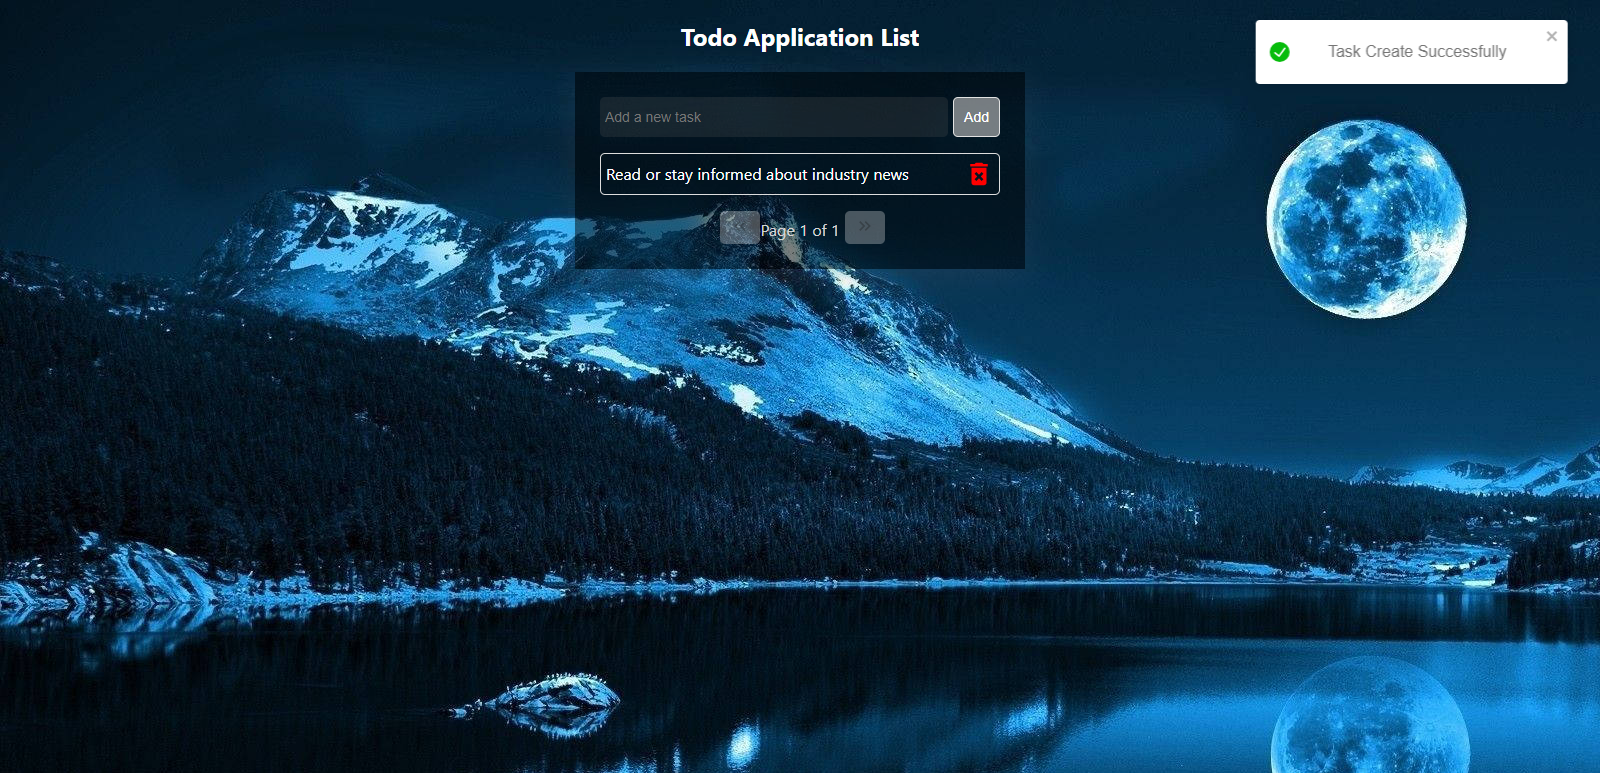 Todo Application List
Task Create Successfully
Add a new task
Add
Read or stay informed about industry news
Page 1 of 1